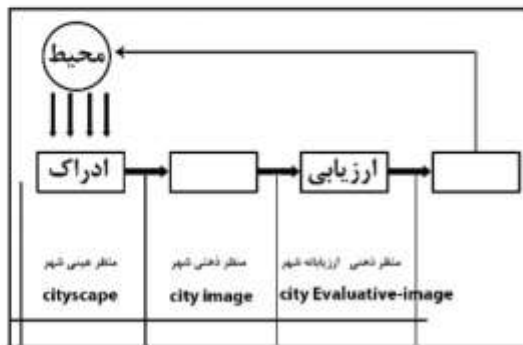 محیط
ادراک
ارزیابی
منظر عینی شهر
منظر ذهنی شهر
منظر ذهنی ارزیابانه شهر
cityscape
city image
city Evaluative-image